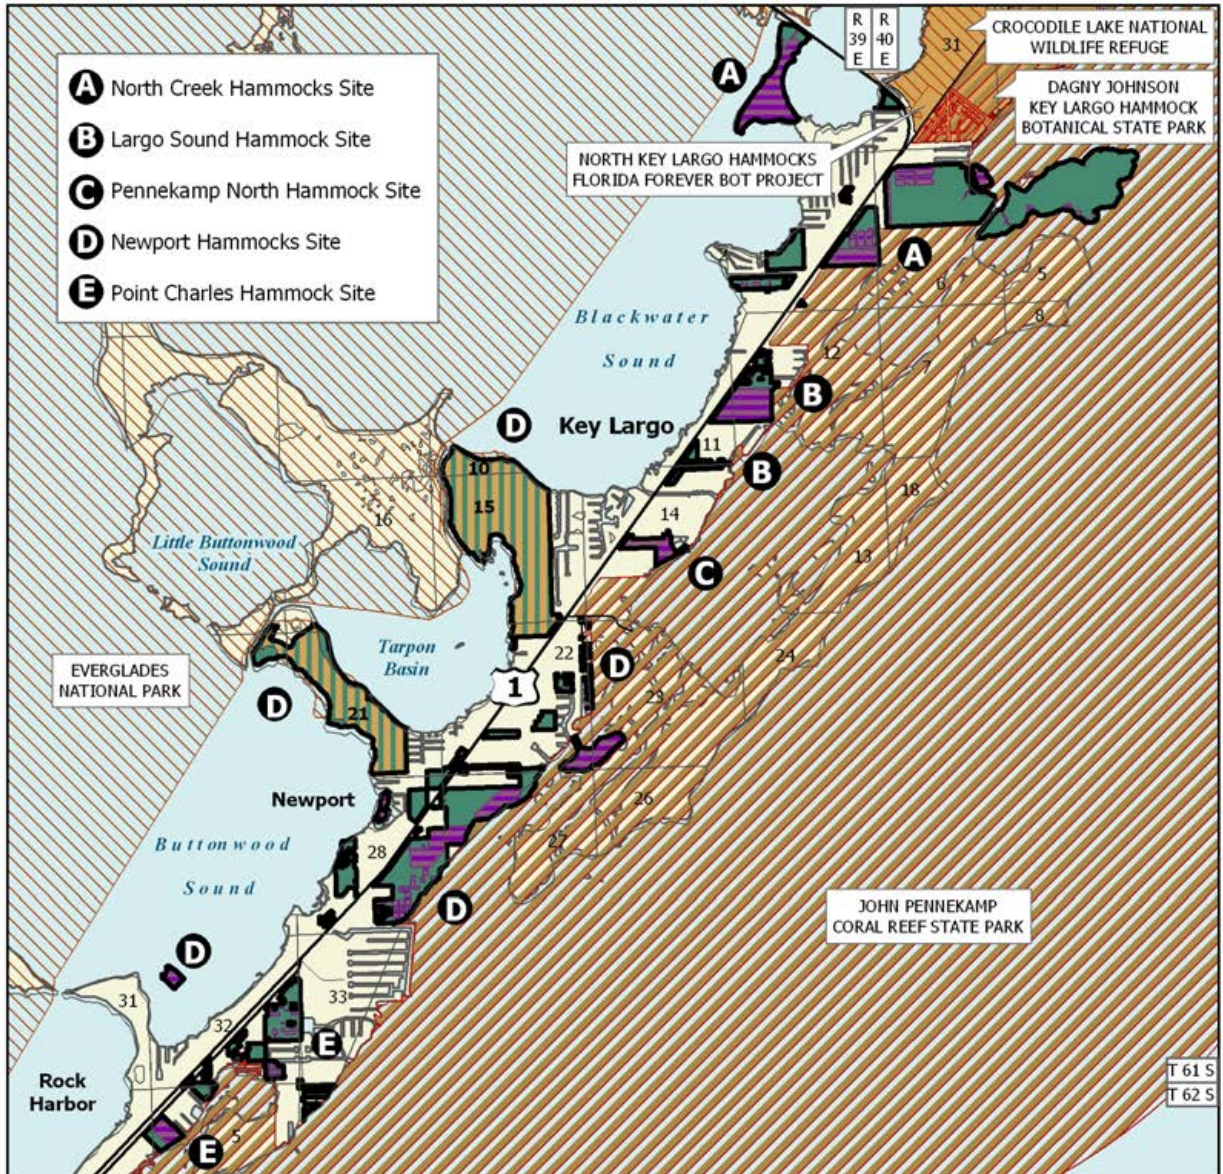 A North Creek Hammocks Site
B Largo Sound Hammock Site
C Pennekamp North Hammock Site
D Newport Hammocks Site
E Point Charles Hammock Site
R
39
E
R
40
E
31
CROCODILE LAKE NATIONAL
WILDLIFE REFUGE
DAGNY JOHNSON
KEY LARGO HAMMOCK
BOTANICAL STATE PARK
A
NORTH KEY LARGO HAMMOCKS
FLORIDA FOREVER BOT PROJECT
A
5
6
8
Blackwater
Sound
12
7
B
D
Key Largo
11
B
10
15
16
14
18
13
Little Buttonwood
Sound
C
Tarpon
Basin
22
D
24
23
EVERGLADES
NATIONAL PARK
1
D
21
Newport
26
27
28
Buttonwood
Sound
D
JOHN PENNEKAMP
CORAL REEF STATE PARK
D
31
33
32
E
Rock
Harbor
5
E
T 61 S
T 62 S